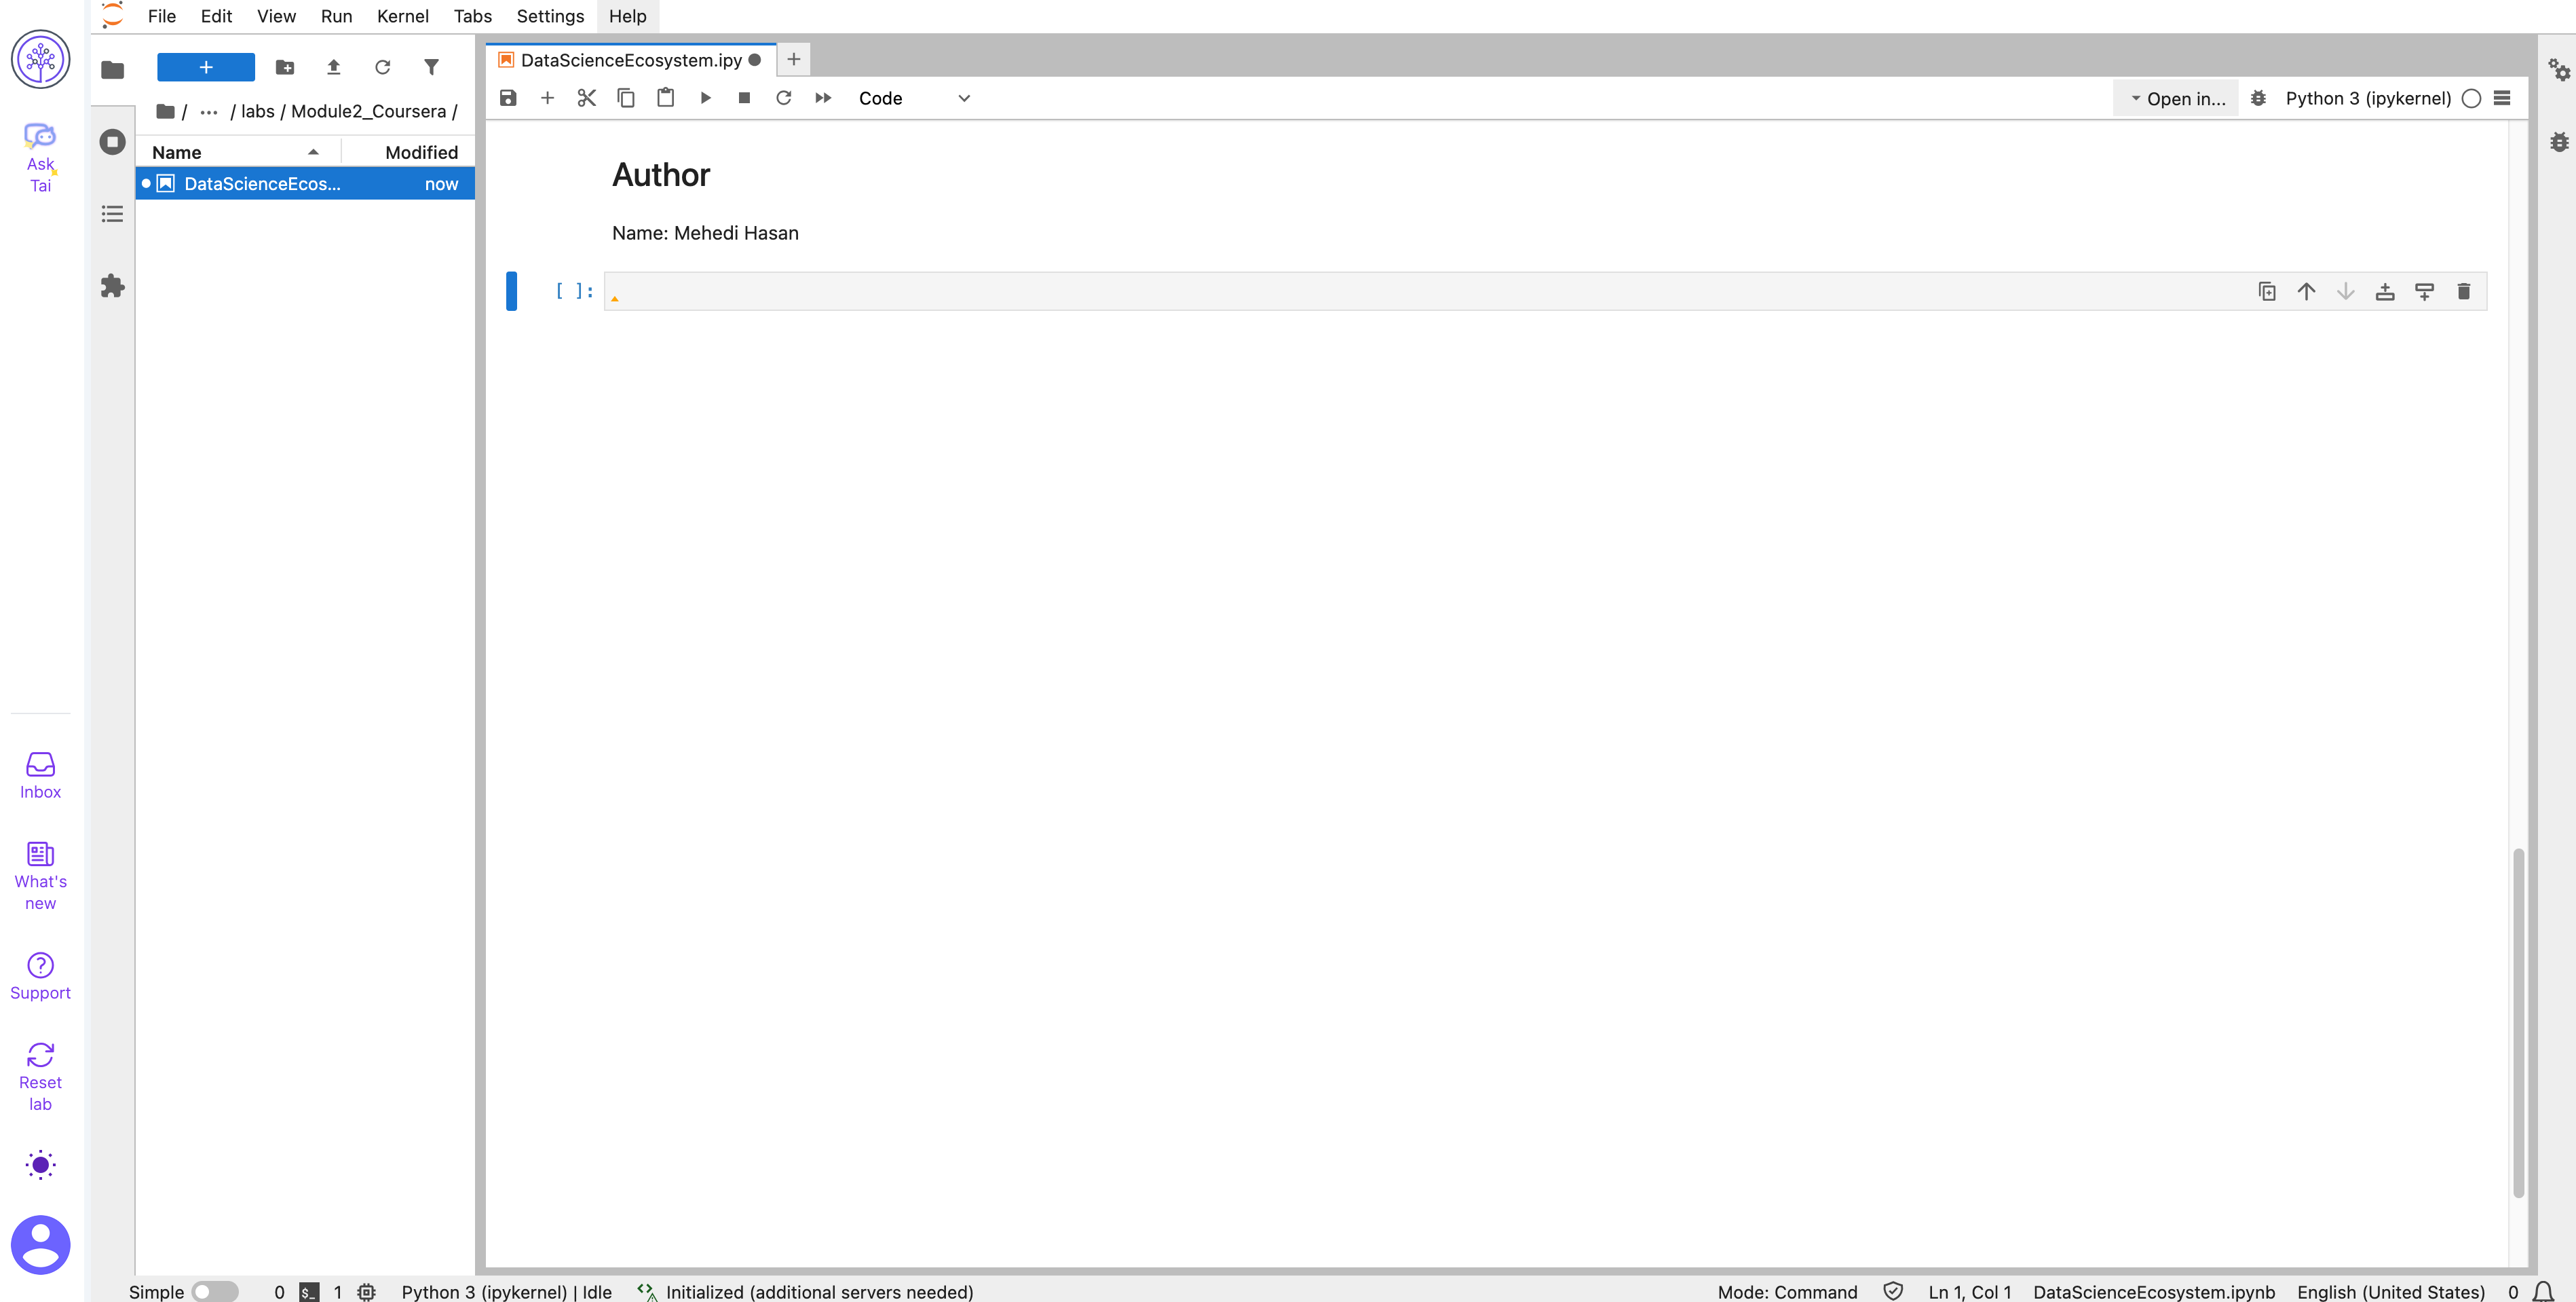 File Edit View Run Kernel Tabs Settings Help
Ask
Tai
+
/ ... / labs / Module2_Coursera /
Name Modified
DataScienceEcos... now
DataScienceEcosystem.ipy
Code
Open in...
Python 3 (ipykernel)
Author
Name: Mehedi Hasan
[ ]:
Inbox
What's
new
Support
Reset
lab
Simple 0 $_ 1 Python 3 (ipykernel) | Idle Initialized (additional servers needed) Mode: Command Ln 1, Col 1 DataScienceEcosystem.ipynb English (United States) 0